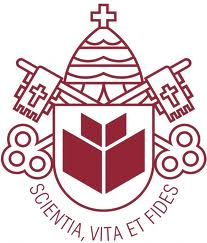 SCIENTIA, VITA ET FIDES